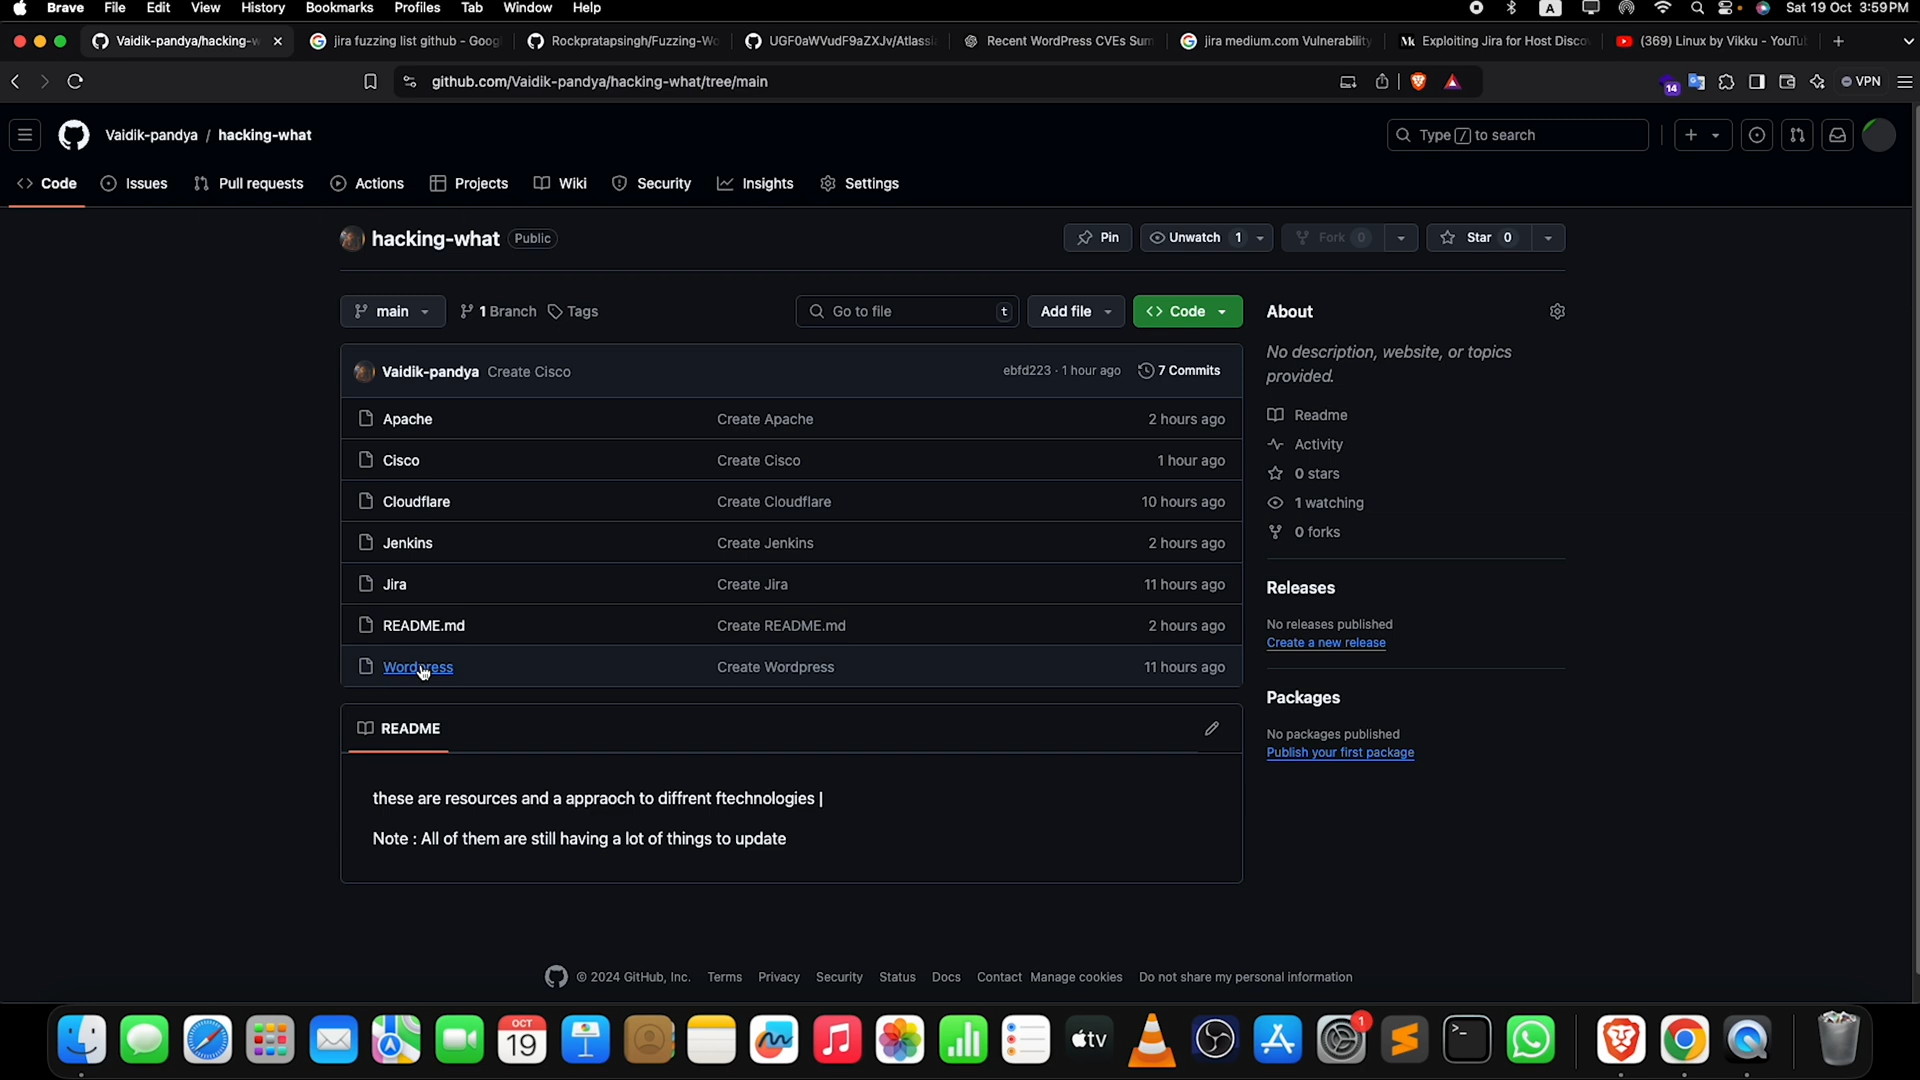 Brave File Edit View History Bookmarks Profiles Tab Window Help A Sat 19 Oct 3:59PM
Vaidik-pandya/hacking-w jira fuzzing list github - Goog Rockpratapsingh/Fuzzing-Wo UGF0aWVudF9aZXJv/Atlassia Recent WordPress CVEs Sum jira medium.com Vulnerability Exploiting Jira for Host Disco (369) Linux by Vikku - YouTu
github.com/Vaidik-pandya/hacking-what/tree/main 14 VPN
Vaidik-pandya / hacking-what Type / to search
Code Issues Pull requests Actions Projects Wiki Security Insights Settings
hacking-what Public Pin Unwatch 1 Fork 0 Star 0
main 1 Branch Tags Go to file t Add file Code About
No description, website, or topics
provided.
Vaidik-pandya Create Cisco ebfd223 · 1 hour ago 7 Commits
Apache Create Apache 2 hours ago
Cisco Create Cisco 1 hour ago
Cloudflare Create Cloudflare 10 hours ago
Jenkins Create Jenkins 2 hours ago
Jira Create Jira 11 hours ago
README.md Create README.md 2 hours ago
Wordpress Create Wordpress 11 hours ago
Readme
Activity
0 stars
1 watching
0 forks
Releases
No releases published
Create a new release
Packages
No packages published
Publish your first package
README
these are resources and a appraoch to diffrent ftechnologies |
Note : All of them are still having a lot of things to update
© 2024 GitHub, Inc. Terms Privacy Security Status Docs Contact Manage cookies Do not share my personal information
OCT
19
tv
1